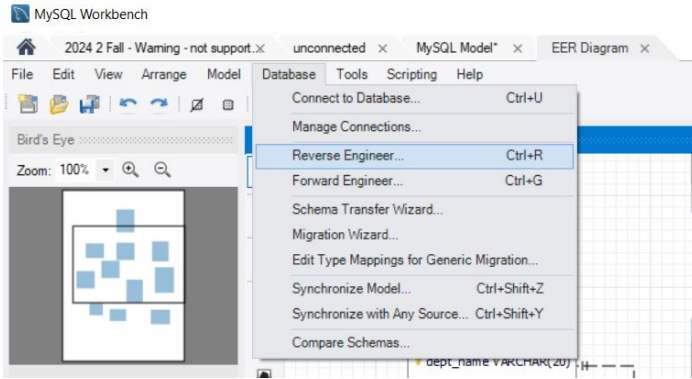 MySQL Workbench
2024 2 Fall - Warning - not support. × unconnected × MySQL Model* × EER Diagram ×
File Edit View Arrange Model Database Tools Scripting Help
Bird's Eye
Zoom: 100%
Connect to Database... Ctrl+U
Manage Connections...
Reverse Engineer... Ctrl+R
Forward Engineer... Ctrl+G
Schema Transfer Wizard...
Migration Wizard...
Edit Type Mappings for Generic Migration...
Synchronize Model... Ctrl+Shift+Z
Synchronize with Any Source... Ctrl+Shift+Y
Compare Schemas...
dept_name VARCHAR(20)